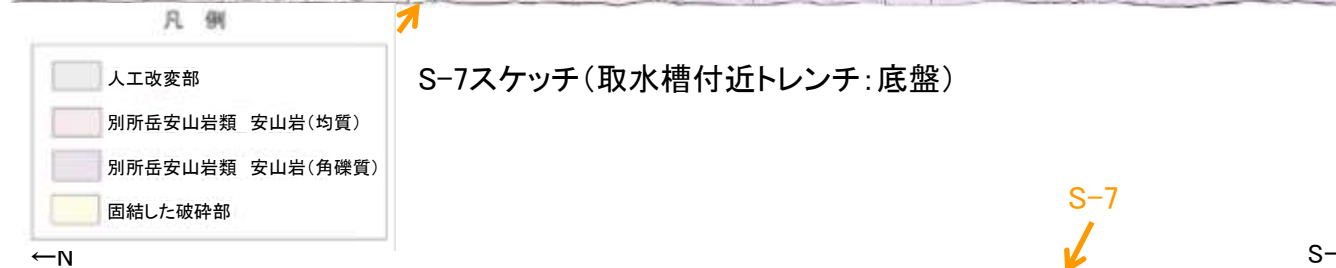 凡 例
人工改変部
別所岳安山岩類 安山岩(均質)
別所岳安山岩類 安山岩(角礫質)
固結した破砕部
←N
S-7スケッチ(取水槽付近トレンチ:底盤)
S-7
S-